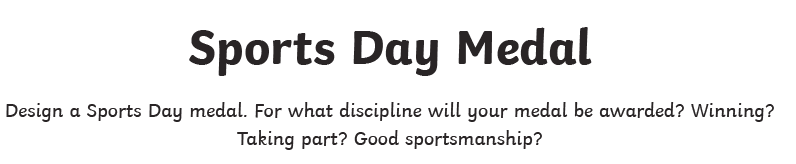 Sports Day Medal
Design a Sports Day medal. For what discipline will your medal be awarded? Winning?
Taking part? Good sportsmanship?